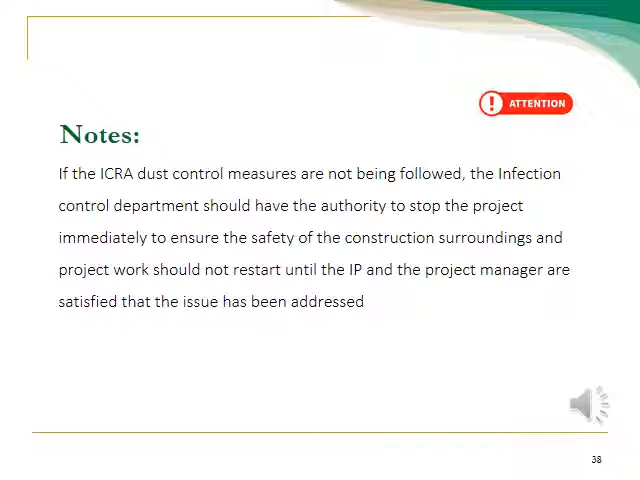 ! ATTENTION
Notes:
If the ICRA dust control measures are not being followed, the Infection
control department should have the authority to stop the project
immediately to ensure the safety of the construction surroundings and
project work should not restart until the IP and the project manager are
satisfied that the issue has been addressed
38